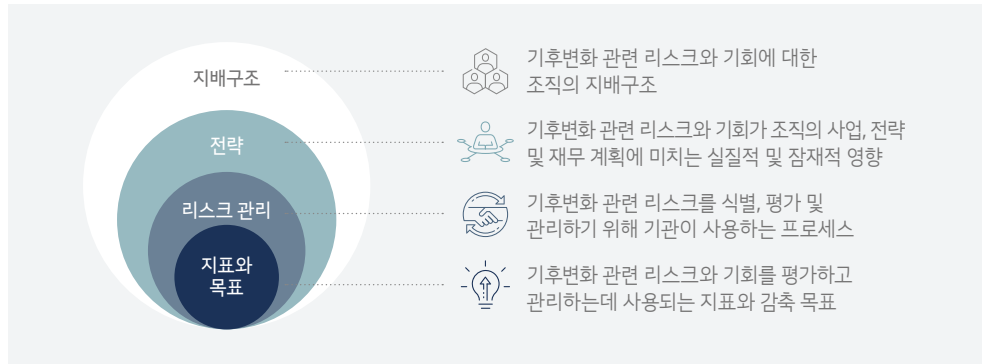 지배구조
기후변화 관련 리스크와 기회에 대한
조직의 지배구조
전략
기후변화 관련 리스크와 기회가 조직의 사업, 전략
및 재무 계획에 미치는 실질적 및 잠재적 영향
리스크 관리
기후변화 관련 리스크를 식별, 평가 및
관리하기 위해 기관이 사용하는 프로세스
지표와
목표
기후변화 관련 리스크와 기회를 평가하고
관리하는데 사용되는 지표와 감축 목표